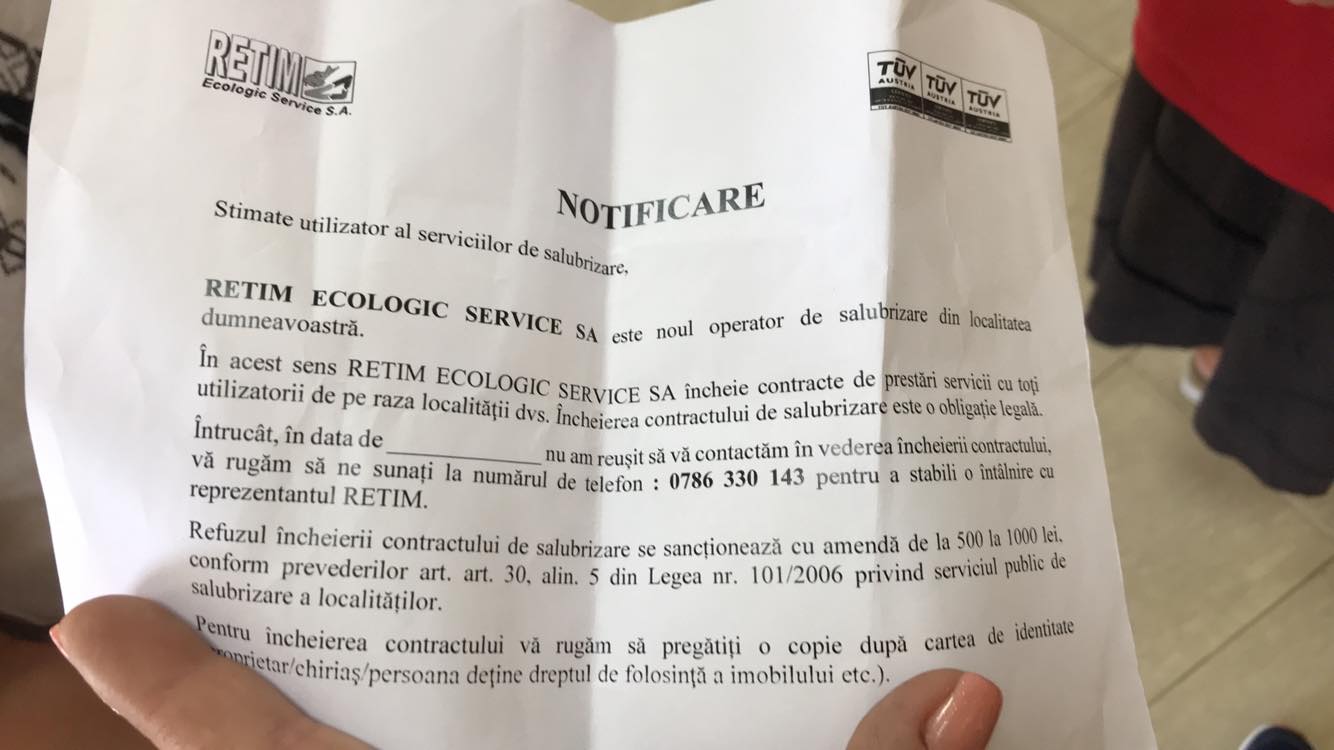 RETIM
Ecologic Service S.A.
TÜV TÜV TÜV
AUSTRIA AUSTRIA AUSTRIA
NOTIFICARE
Stimate utilizator al serviciilor de salubrizare,
RETIM ECOLOGIC SERVICE SA este noul operator de salubrizare din localitatea
dumneavoastră.
În acest sens RETIM ECOLOGIC SERVICE SA încheie contracte de prestări servicii cu toți
utilizatorii de pe raza localității dvs. Încheierea contractului de salubrizare este o obligație legală.
Întrucât, în data de ____________ nu am reușit să vă contactăm în vederea încheierii contractului,
vă rugăm să ne sunați la numărul de telefon : 0786 330 143 pentru a stabili o întâlnire cu
reprezentantul RETIM.
Refuzul încheierii contractului de salubrizare se sancționează cu amendă de la 500 la 1000 lei.
conform prevederilor art. art. 30, alin. 5 din Legea nr. 101/2006 privind serviciul public de
salubrizare a localităților.
Pentru încheierea contractului vă rugăm să pregătiți o copie după cartea de identitate
proprietar/chiriaș/persoana deține dreptul de folosință a imobilului etc.).